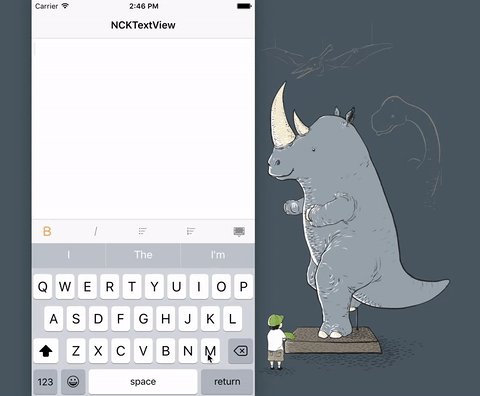 Carrier 2:46 PM
NCKTextView
B I
I The I'm
Q W E R T Y U I O P
A S D F G H J K L
Z X C V B N M
123 space return